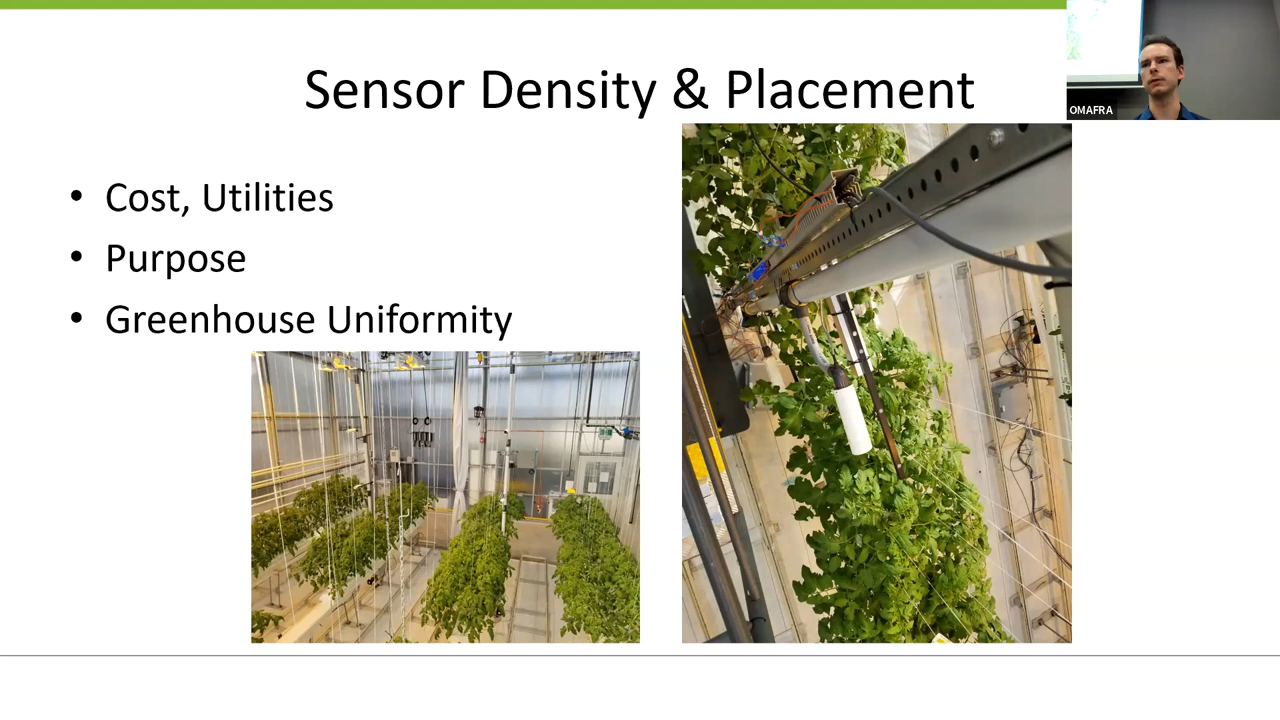 Sensor Density & Placement
OMAFRA
Cost, Utilities
Purpose
Greenhouse Uniformity